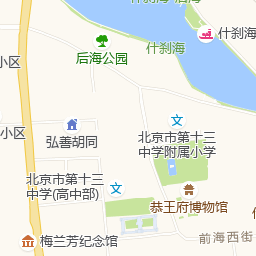 什刹海
什刹海
后海公园
小区
小区
弘善胡同
北京市第十三
中学附属小学
北京市第十三
中学(高中部)
恭王府博物馆
前海西街
梅兰芳纪念馆